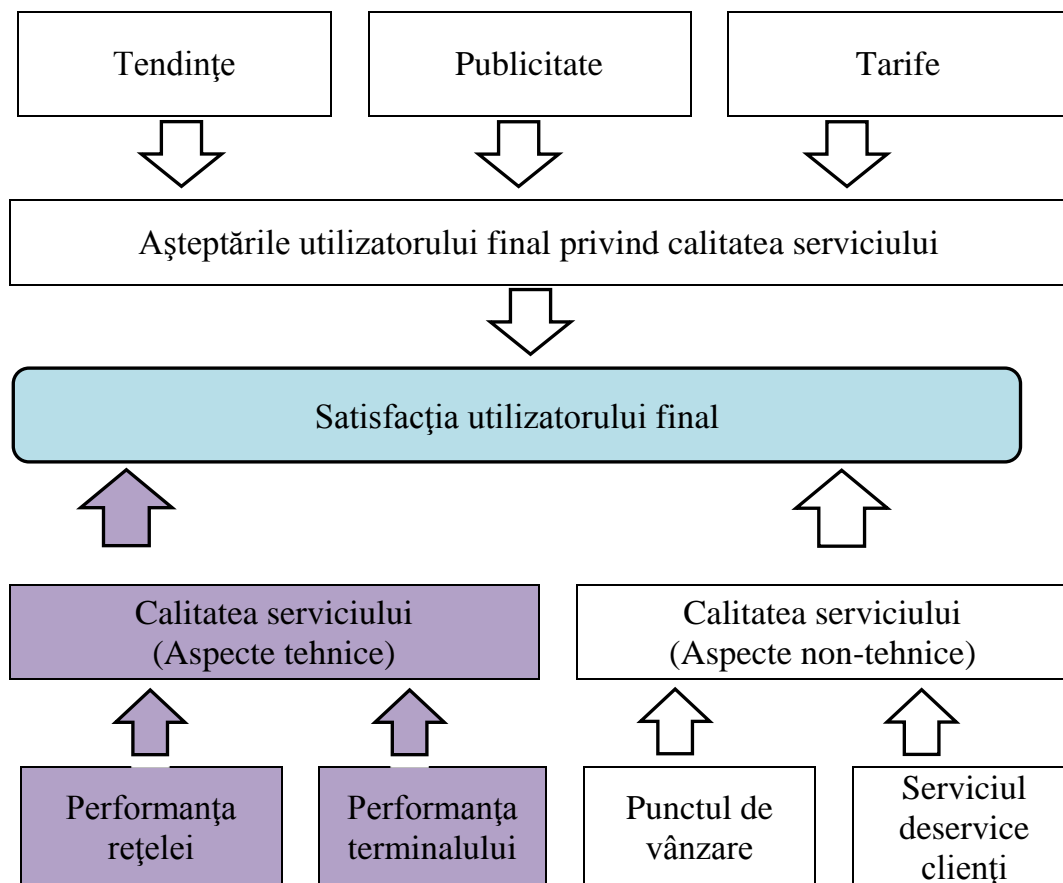 Tendinţe
Publicitate
Tarife
Aşteptările utilizatorului final privind calitatea serviciului
Satisfacţia utilizatorului final
Calitatea serviciului
(Aspecte tehnice)
Calitatea serviciului
(Aspecte non-tehnice)
Performanţa
reţelei
Performanţa
terminalului
Punctul de
vânzare
Serviciul
deservice
clienţi